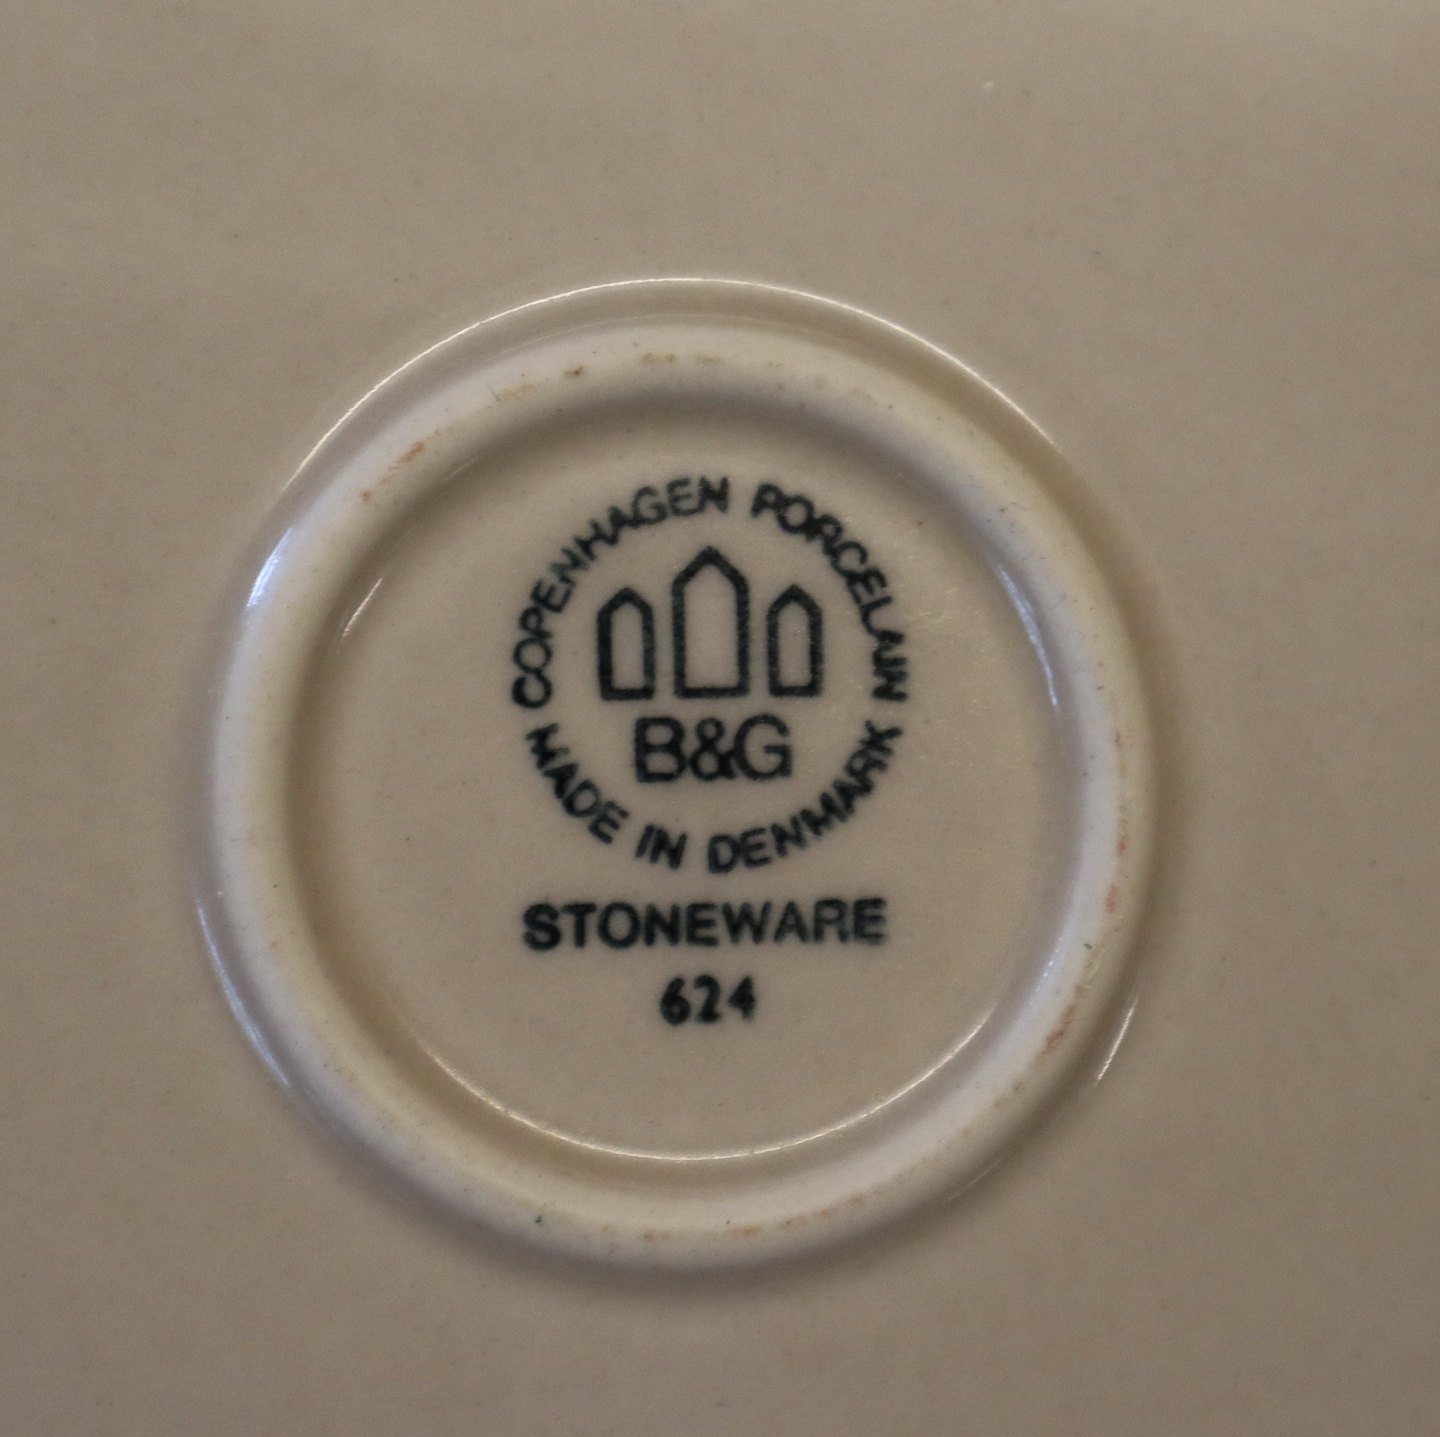 COPENHAGEN PORCELAIN
B&G
MADE IN DENMARK
STONEWARE
624